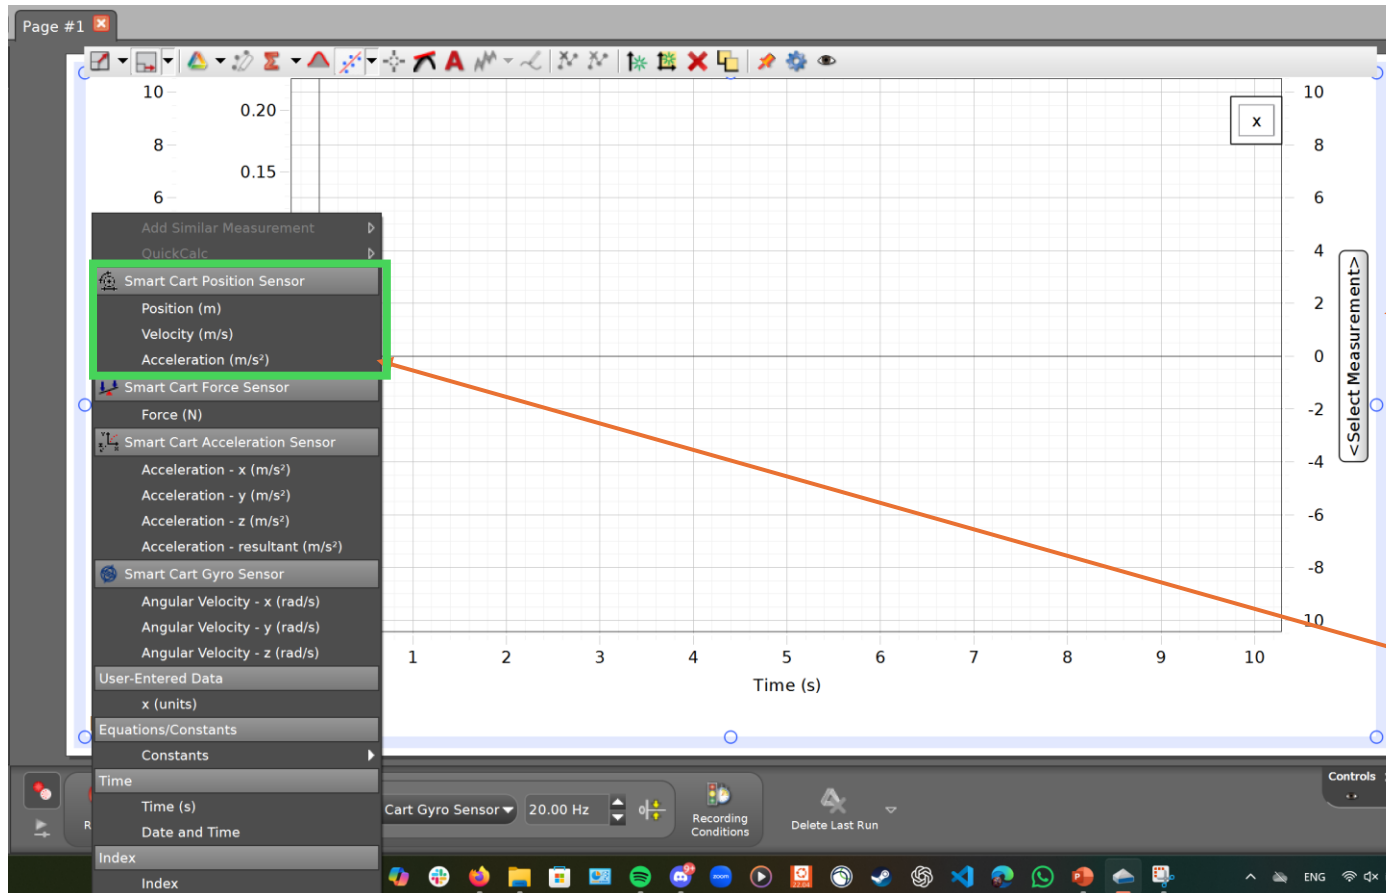 Page #1
10
8
6
0.20
0.15
x
10
8
6
4
2
0
-2
-4
-6
-8
10
<Select Measurement>
Add Similar Measurement
QuickCalc
Smart Cart Position Sensor
Position (m)
Velocity (m/s)
Acceleration (m/s²)
Smart Cart Force Sensor
Force (N)
Smart Cart Acceleration Sensor
Acceleration - x (m/s²)
Acceleration - y (m/s²)
Acceleration - z (m/s²)
Acceleration - resultant (m/s²)
Smart Cart Gyro Sensor
Angular Velocity - x (rad/s)
Angular Velocity - y (rad/s)
Angular Velocity - z (rad/s)
User-Entered Data
x (units)
Equations/Constants
Constants
Time
Time (s)
Date and Time
Index
Index
1 2 3 4 5 6 7 8 9 10
Time (s)
R
Cart Gyro Sensor
20.00 Hz
Recording
Conditions
Delete Last Run
Controls
zoom
22:04
9+
ENG